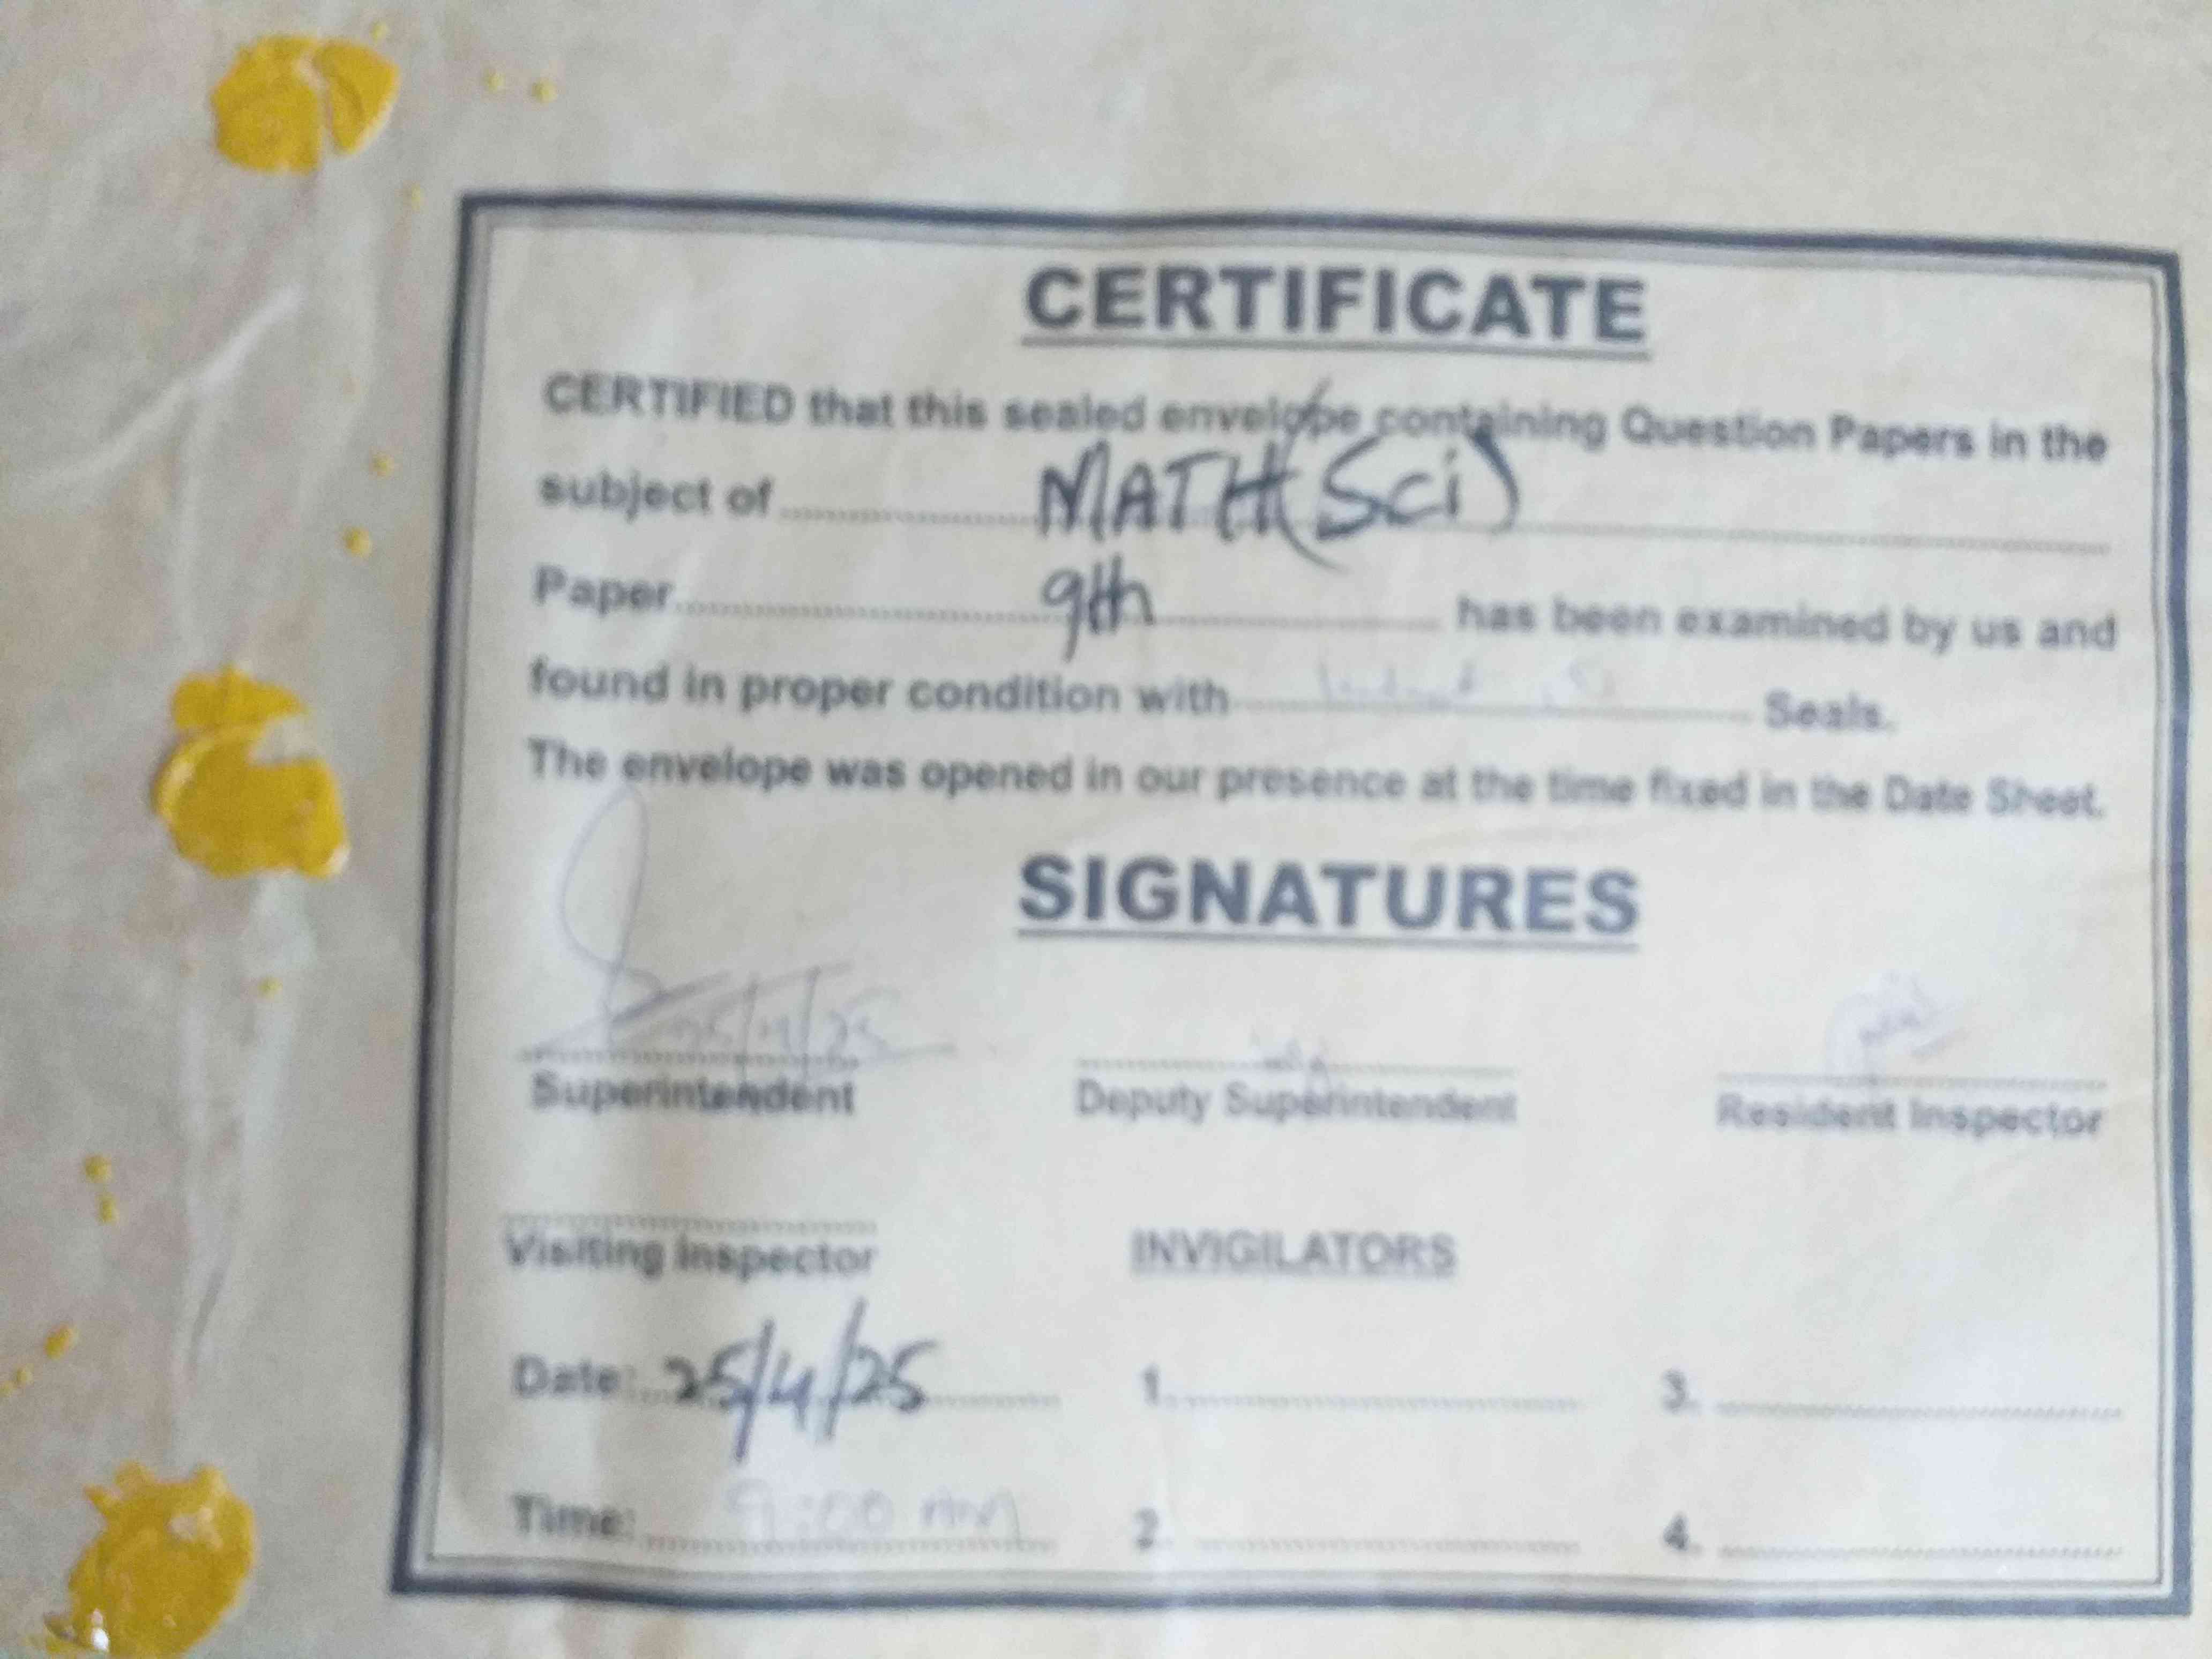 CERTIFICATE
CERTIFIED that this sealed envelope containing Question Papers in the
subject of MATH(Sci)
Paper 9th has been examined by us and
found in proper condition with Seals.
The envelope was opened in our presence at the time fixed in the Date Sheet.
SIGNATURES
25/4/25
Superintendent Deputy Superintendent Resident Inspector
Visiting Inspector INVIGILATORS
Date: 25/4/25 1. 3.
Time: 9:00 AM 2. 4.